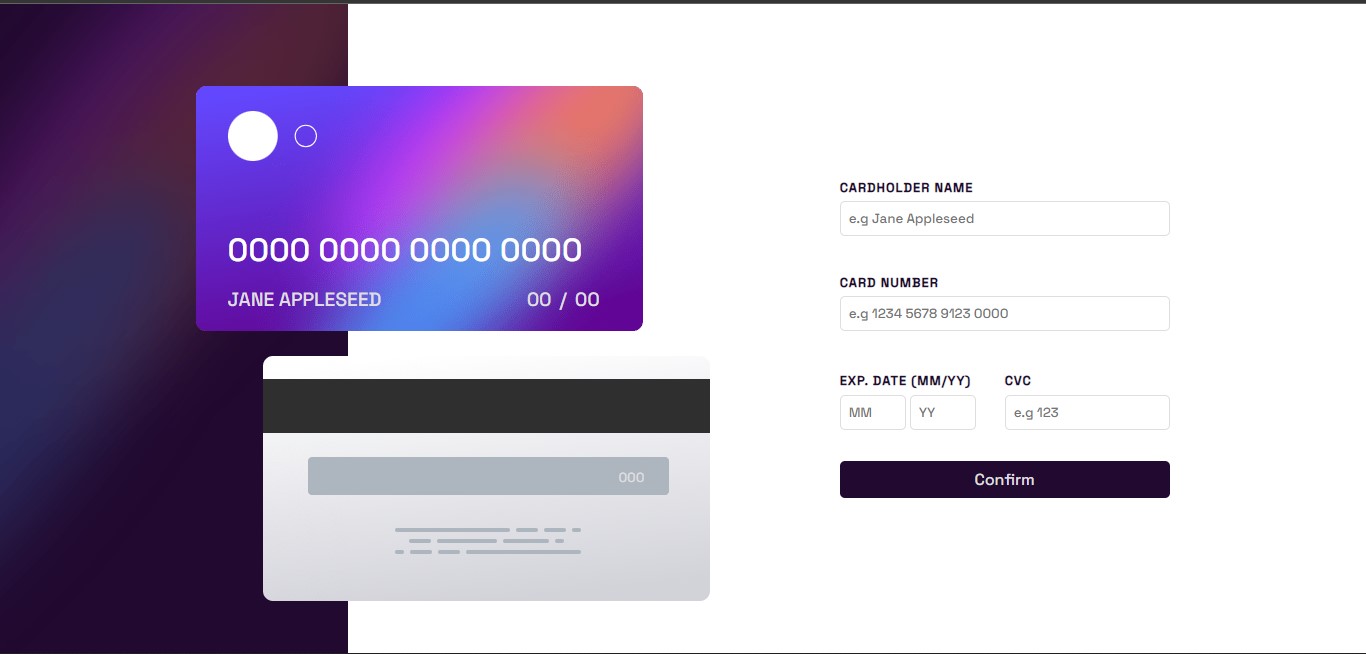 0000 0000 0000 0000
JANE APPLESEED 00 / 00
000
CARDHOLDER NAME
e.g Jane Appleseed
CARD NUMBER
e.g 1234 5678 9123 0000
EXP. DATE (MM/YY) CVC
MM YY e.g 123
Confirm